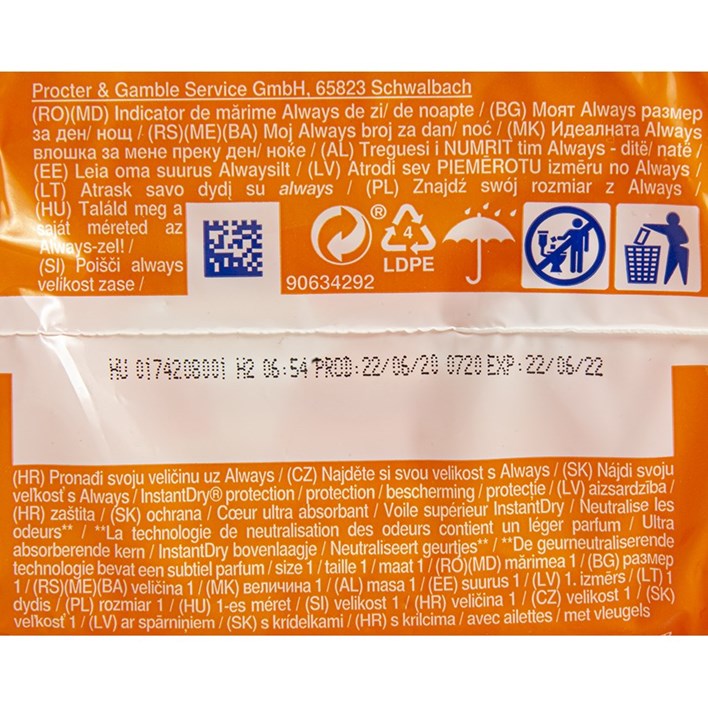 Procter & Gamble Service GmbH, 65823 Schwalbach
(RO)(MD) Indicator de mărime Always de zi/ de noapte / (BG) Моят Always размер
за ден/ нощ / (RS)(ME)(BA) Moj Always broj za dan/ noć / (MK) Идеалната Always
влошка за мене преку ден/ ноќе / (AL) Treguesi i NUMRIT tim Always - ditë/ natë /
(EE) Leia oma suurus Alwaysilt / (LV) Atrodi sev PIEMĒROTU izmēru no Always /
(LT) Atrask savo dydį su always / (PL) Znajdź swój rozmiar z Always /
(HU) Találd meg a
saját méreted az
Always-zel! /
(SI) Poišči always
velikost zase /
®
4
LDPE
90634292
HU 0174208001 H2 06:54 PROD:22/06/20 0720 EXP:22/06/22
(HR) Pronađi svoju veličinu uz Always / (CZ) Najděte si svou velikost s Always / (SK) Nájdi svoju
veľkosť s Always / InstantDry® protection / protection / bescherming / protecție / (LV) aizsardzība /
(HR) zaštita / (SK) ochrana / Cœur ultra absorbant / Voile supérieur InstantDry / Neutralise les
odeurs** / **La technologie de neutralisation des odeurs contient un léger parfum / Ultra
absorberende kern / InstantDry bovenlaagje / Neutraliseert geurtjes** / **De geurneutraliserende
technologie bevat een subtiel parfum / size 1 / taille 1 / maat 1 / (RO)(MD) mărimea 1 / (BG) размер
1 / (RS)(ME)(BA) veličina 1 / (MK) величина 1 / (AL) masa 1 / (EE) suurus 1 / (LV) 1. izmērs / (LT) 1
dydis / (PL) rozmiar 1 / (HU) 1-es méret / (SI) velikost 1 / (HR) veličina 1 / (CZ) velikost 1 / (SK)
veľkosť 1 / (LV) ar spārniņiem / (SK) s krídelkami / (HR) s krilcima / avec ailettes / met vleugels